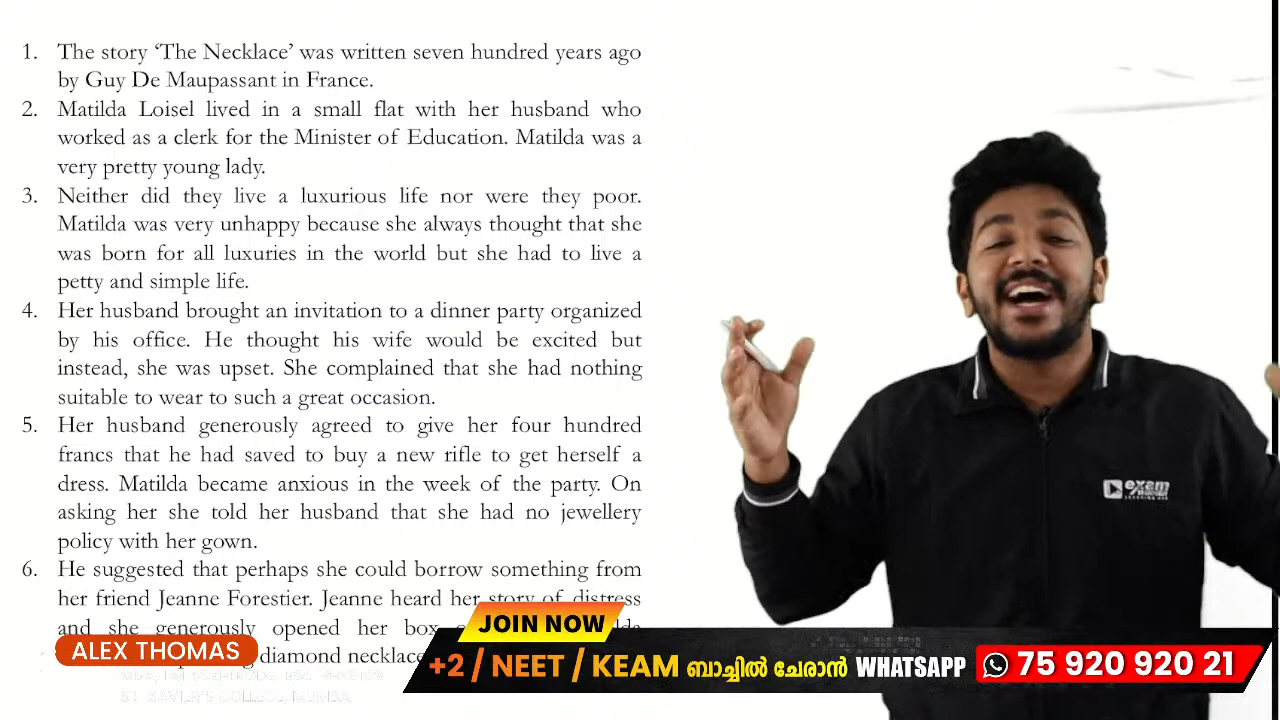 1. The story ‘The Necklace’ was written seven hundred years ago
by Guy De Maupassant in France.
2. Matilda Loisel lived in a small flat with her husband who
worked as a clerk for the Minister of Education. Matilda was a
very pretty young lady.
3. Neither did they live a luxurious life nor were they poor.
Matilda was very unhappy because she always thought that she
was born for all luxuries in the world but she had to live a
petty and simple life.
4. Her husband brought an invitation to a dinner party organized
by his office. He thought his wife would be excited but
instead, she was upset. She complained that she had nothing
suitable to wear to such a great occasion.
5. Her husband generously agreed to give her four hundred
francs that he had saved to buy a new rifle to get herself a
dress. Matilda became anxious in the week of the party. On
asking her she told her husband that she had no jewellery
policy with her gown.
6. He suggested that perhaps she could borrow something from
her friend Jeanne Forestier. Jeanne heard her story of distress
and she generously opened her box
diamond necklace
exam
ALEX THOMAS
ST. XAVIER'S COLLEGE, MUMBAI
JOIN NOW
+2 / NEET / KEAM ബാച്ചിൽ ചേരാൻ WHATSAPP 75 920 920 21